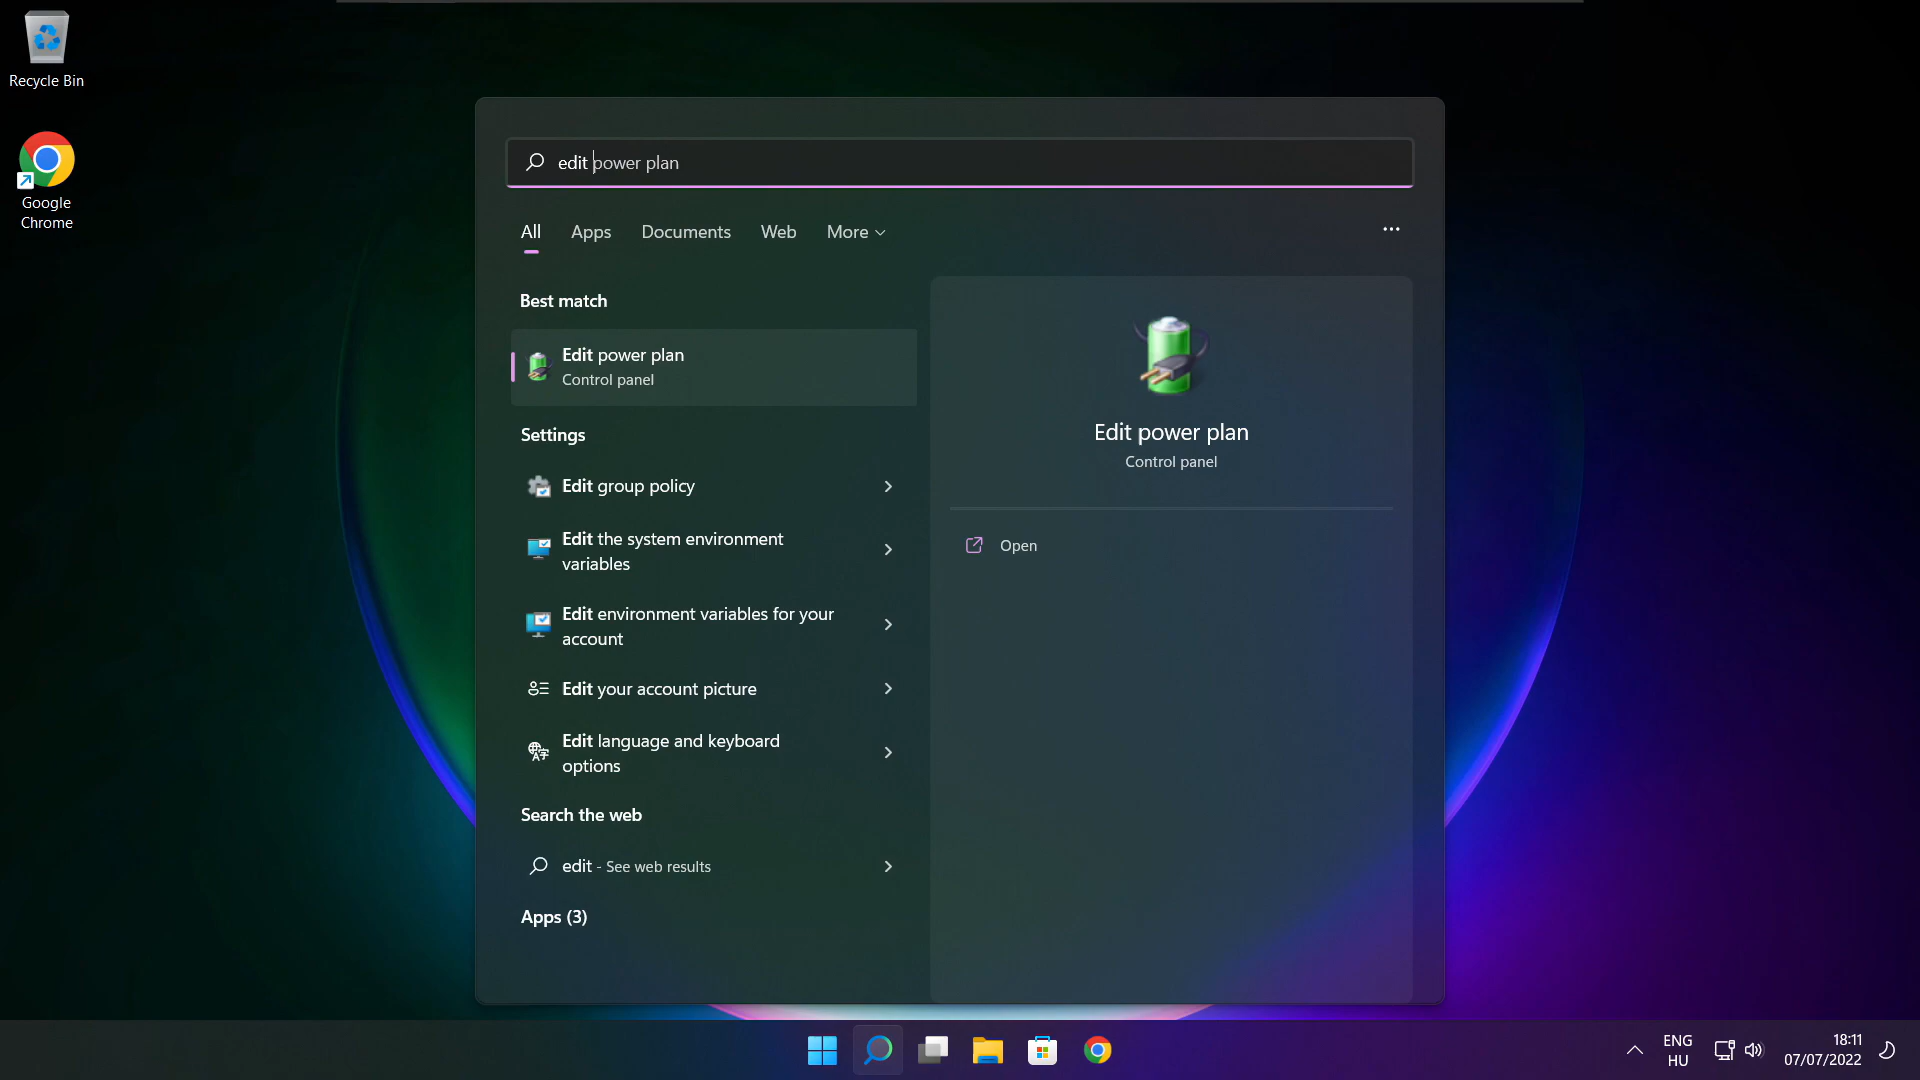 Recycle Bin
Google
Chrome
edit power plan
All Apps Documents Web More
Best match
Edit power plan
Control panel
Settings
Edit group policy
Edit the system environment
variables
Edit environment variables for your
account
Edit your account picture
Edit language and keyboard
options
Search the web
edit - See web results
Apps (3)
Edit power plan
Control panel
Open
ENG
HU
18:11
07/07/2022